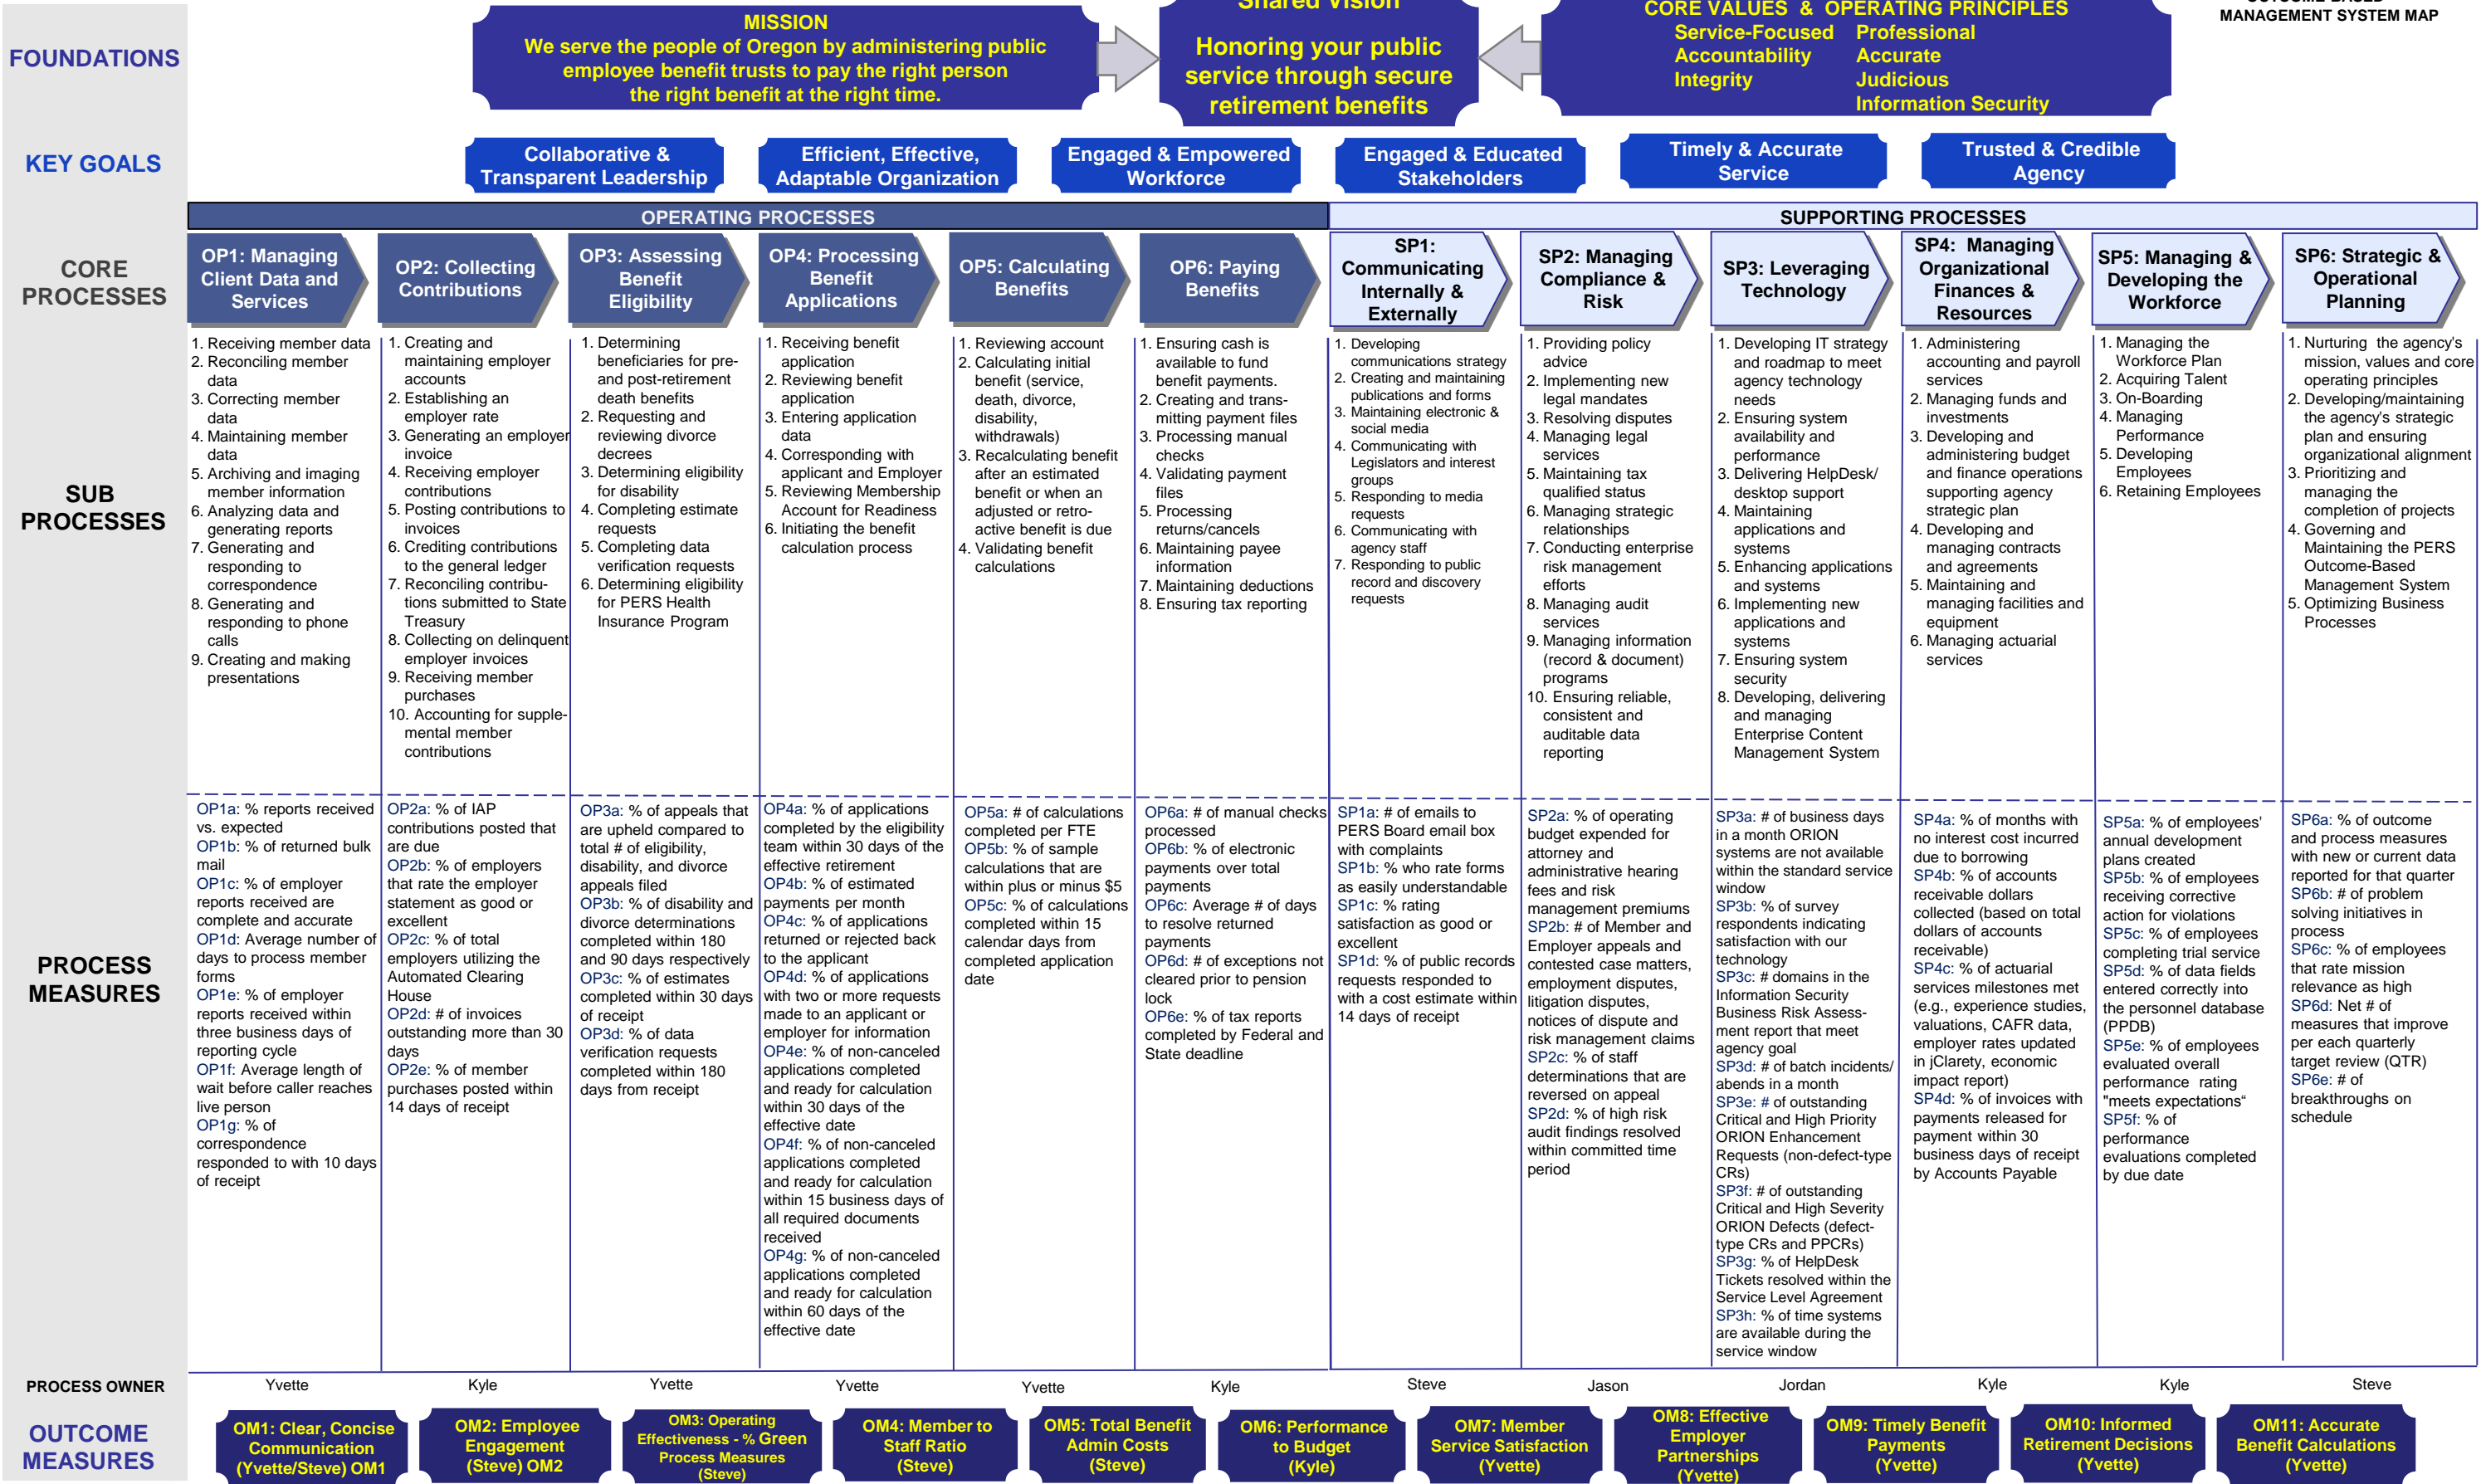 Shared Vision
OUTCOME-BASED
MANAGEMENT SYSTEM MAP
FOUNDATIONS
MISSION
We serve the people of Oregon by administering public
employee benefit trusts to pay the right person
the right benefit at the right time.
Honoring your public
service through secure
retirement benefits
CORE VALUES & OPERATING PRINCIPLES
Service-Focused Professional
Accountability Accurate
Integrity Judicious
Information Security
KEY GOALS
Collaborative &
Transparent Leadership
Efficient, Effective,
Adaptable Organization
Engaged & Empowered
Workforce
Engaged & Educated
Stakeholders
Timely & Accurate
Service
Trusted & Credible
Agency
OPERATING PROCESSES
SUPPORTING PROCESSES
CORE
PROCESSES
OP1: Managing
Client Data and
Services
OP2: Collecting
Contributions
OP3: Assessing
Benefit
Eligibility
OP4: Processing
Benefit
Applications
OP5: Calculating
Benefits
OP6: Paying
Benefits
SP1:
Communicating
Internally &
Externally
SP2: Managing
Compliance &
Risk
SP3: Leveraging
Technology
SP4: Managing
Organizational
Finances &
Resources
SP5: Managing &
Developing the
Workforce
SP6: Strategic &
Operational
Planning
SUB
PROCESSES
1. Receiving member data
2. Reconciling member
data
3. Correcting member
data
4. Maintaining member
data
5. Archiving and imaging
member information
6. Analyzing data and
generating reports
7. Generating and
responding to
correspondence
8. Generating and
responding to phone
calls
9. Creating and making
presentations
1. Creating and
maintaining employer
accounts
2. Establishing an
employer rate
3. Generating an employer
invoice
4. Receiving employer
contributions
5. Posting contributions to
invoices
6. Crediting contributions
to the general ledger
7. Reconciling contribu-
tions submitted to State
Treasury
8. Collecting on delinquent
employer invoices
9. Receiving member
purchases
10. Accounting for supple-
mental member
contributions
1. Determining
beneficiaries for pre-
and post-retirement
death benefits
2. Requesting and
reviewing divorce
decrees
3. Determining eligibility
for disability
4. Completing estimate
requests
5. Completing data
verification requests
6. Determining eligibility
for PERS Health
Insurance Program
1. Receiving benefit
application
2. Reviewing benefit
application
3. Entering application
data
4. Corresponding with
applicant and Employer
5. Reviewing Membership
Account for Readiness
6. Initiating the benefit
calculation process
1. Reviewing account
2. Calculating initial
benefit (service,
death, divorce,
disability,
withdrawals)
3. Recalculating benefit
after an estimated
benefit or when an
adjusted or retro-
active benefit is due
4. Validating benefit
calculations
1. Ensuring cash is
available to fund
benefit payments.
2. Creating and trans-
mitting payment files
3. Processing manual
checks
4. Validating payment
files
5. Processing
returns/cancels
6. Maintaining payee
information
7. Maintaining deductions
8. Ensuring tax reporting
1. Developing
communications strategy
2. Creating and maintaining
publications and forms
3. Maintaining electronic &
social media
4. Communicating with
Legislators and interest
groups
5. Responding to media
requests
6. Communicating with
agency staff
7. Responding to public
record and discovery
requests
1. Providing policy
advice
2. Implementing new
legal mandates
3. Resolving disputes
4. Managing legal
services
5. Maintaining tax
qualified status
6. Managing strategic
relationships
7. Conducting enterprise
risk management
efforts
8. Managing audit
services
9. Managing information
(record & document)
programs
10. Ensuring reliable,
consistent and
auditable data
reporting
1. Developing IT strategy
and roadmap to meet
agency technology
needs
2. Ensuring system
availability and
performance
3. Delivering HelpDesk/
desktop support
4. Maintaining
applications and
systems
5. Enhancing applications
and systems
6. Implementing new
applications and
systems
7. Ensuring system
security
8. Developing, delivering
and managing
Enterprise Content
Management System
1. Administering
accounting and payroll
services
2. Managing funds and
investments
3. Developing and
administering budget
and finance operations
supporting agency
strategic plan
4. Developing and
managing contracts
and agreements
5. Maintaining and
managing facilities and
equipment
6. Managing actuarial
services
1. Managing the
Workforce Plan
2. Acquiring Talent
3. On-Boarding
4. Managing
Performance
5. Developing
Employees
6. Retaining Employees
1. Nurturing the agency's
mission, values and core
operating principles
2. Developing/maintaining
the agency's strategic
plan and ensuring
organizational alignment
3. Prioritizing and
managing the
completion of projects
4. Governing and
Maintaining the PERS
Outcome-Based
Management System
5. Optimizing Business
Processes
PROCESS
MEASURES
OP1a: % reports received
vs. expected
OP1b: % of returned bulk
mail
OP1c: % of employer
reports received are
complete and accurate
OP1d: Average number of
days to process member
forms
OP1e: % of employer
reports received within
three business days of
reporting cycle
OP1f: Average length of
wait before caller reaches
live person
OP1g: % of
correspondence
responded to with 10 days
of receipt
OP2a: % of IAP
contributions posted that
are due
OP2b: % of employers
that rate the employer
statement as good or
excellent
OP2c: % of total
employers utilizing the
Automated Clearing
House
OP2d: # of invoices
outstanding more than 30
days
OP2e: % of member
purchases posted within
14 days of receipt
OP3a: % of appeals that
are upheld compared to
total # of eligibility,
disability, and divorce
appeals filed
OP3b: % of disability and
divorce determinations
completed within 180
and 90 days respectively
OP3c: % of estimates
completed within 30 days
of receipt
OP3d: % of data
verification requests
completed within 180
days from receipt
OP4a: % of applications
completed by the eligibility
team within 30 days of the
effective retirement
OP4b: % of estimated
payments per month
OP4c: % of applications
returned or rejected back
to the applicant
OP4d: % of applications
with two or more requests
made to an applicant or
employer for information
OP4e: % of non-canceled
applications completed
and ready for calculation
within 30 days of the
effective date
OP4f: % of non-canceled
applications completed
and ready for calculation
within 15 business days of
all required documents
received
OP4g: % of non-canceled
applications completed
and ready for calculation
within 60 days of the
effective date
OP5a: # of calculations
completed per FTE
OP5b: % of sample
calculations that are
within plus or minus $5
OP5c: % of calculations
completed within 15
calendar days from
completed application
date
OP6a: # of manual checks
processed
OP6b: % of electronic
payments over total
payments
OP6c: Average # of days
to resolve returned
payments
OP6d: # of exceptions not
cleared prior to pension
lock
OP6e: % of tax reports
completed by Federal and
State deadline
SP1a: # of emails to
PERS Board email box
with complaints
SP1b: % who rate forms
as easily understandable
SP1c: % rating
satisfaction as good or
excellent
SP1d: % of public records
requests responded to
with a cost estimate within
14 days of receipt
SP2a: % of operating
budget expended for
attorney and
administrative hearing
fees and risk
management premiums
SP2b: # of Member and
Employer appeals and
contested case matters,
employment disputes,
litigation disputes,
notices of dispute and
risk management claims
SP2c: % of staff
determinations that are
reversed on appeal
SP2d: % of high risk
audit findings resolved
within committed time
period
SP3a: # of business days
in a month ORION
systems are not available
within the standard service
window
SP3b: % of survey
respondents indicating
satisfaction with our
technology
SP3c: # domains in the
Information Security
Business Risk Assess-
ment report that meet
agency goal
SP3d: # of batch incidents/
abends in a month
SP3e: # of outstanding
Critical and High Priority
ORION Enhancement
Requests (non-defect-type
CRs)
SP3f: # of outstanding
Critical and High Severity
ORION Defects (defect-
type CRs and PPCRs)
SP3g: % of HelpDesk
Tickets resolved within the
Service Level Agreement
SP3h: % of time systems
are available during the
service window
SP4a: % of months with
no interest cost incurred
due to borrowing
SP4b: % of accounts
receivable dollars
collected (based on total
dollars of accounts
receivable)
SP4c: % of actuarial
services milestones met
(e.g., experience studies,
valuations, CAFR data,
employer rates updated
in jClarety, economic
impact report)
SP4d: % of invoices with
payments released for
payment within 30
business days of receipt
by Accounts Payable
SP5a: % of employees'
annual development
plans created
SP5b: % of employees
receiving corrective
action for violations
SP5c: % of employees
completing trial service
SP5d: % of data fields
entered correctly into
the personnel database
(PPDB)
SP5e: % of employees
evaluated overall
performance rating
"meets expectations“
SP5f: % of
performance
evaluations completed
by due date
SP6a: % of outcome
and process measures
with new or current data
reported for that quarter
SP6b: # of problem
solving initiatives in
process
SP6c: % of employees
that rate mission
relevance as high
SP6d: Net # of
measures that improve
per each quarterly
target review (QTR)
SP6e: # of
breakthroughs on
schedule
PROCESS OWNER
Yvette
Kyle
Yvette
Yvette
Yvette
Kyle
Steve
Jason
Jordan
Kyle
Kyle
Steve
OUTCOME
MEASURES
OM1: Clear, Concise
Communication
(Yvette/Steve) OM1
OM2: Employee
Engagement
(Steve) OM2
OM3: Operating
Effectiveness - % Green
Process Measures
(Steve)
OM4: Member to
Staff Ratio
(Steve)
OM5: Total Benefit
Admin Costs
(Steve)
OM6: Performance
to Budget
(Kyle)
OM7: Member
Service Satisfaction
(Yvette)
OM8: Effective
Employer
Partnerships
(Yvette)
OM9: Timely Benefit
Payments
(Yvette)
OM10: Informed
Retirement Decisions
(Yvette)
OM11: Accurate
Benefit Calculations
(Yvette)